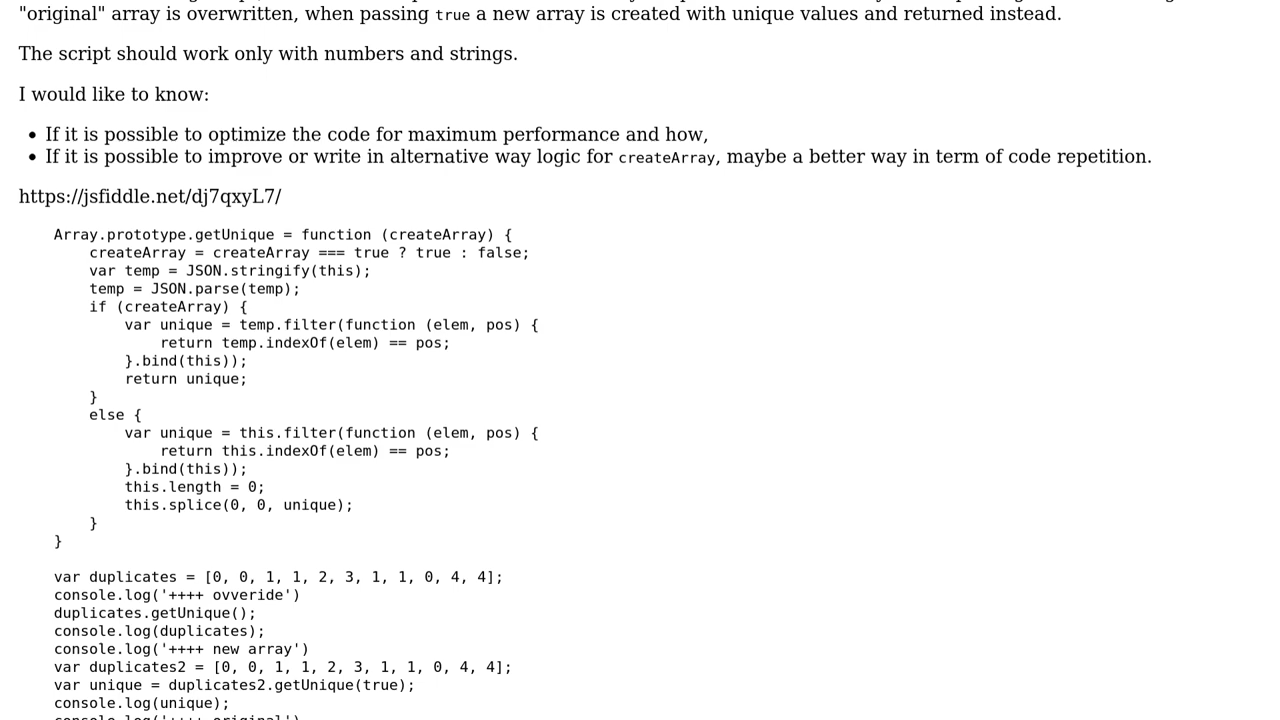 "original" array is overwritten, when passing true a new array is created with unique values and returned instead.
The script should work only with numbers and strings.
I would like to know:
• If it is possible to optimize the code for maximum performance and how,
• If it is possible to improve or write in alternative way logic for createArray, maybe a better way in term of code repetition.
https://jsfiddle.net/dj7qxyL7/
Array.prototype.getUnique = function (createArray) {
    createArray = createArray === true ? true : false;
    var temp = JSON.stringify(this);
    temp = JSON.parse(temp);
    if (createArray) {
        var unique = temp.filter(function (elem, pos) {
            return temp.indexOf(elem) == pos;
        }.bind(this));
        return unique;
    }
    else {
        var unique = this.filter(function (elem, pos) {
            return this.indexOf(elem) == pos;
        }.bind(this));
        this.length = 0;
        this.splice(0, 0, unique);
    }
}
var duplicates = [0, 0, 1, 1, 2, 3, 1, 1, 0, 4, 4];
console.log('++++ ovveride')
duplicates.getUnique();
console.log(duplicates);
console.log('++++ new array')
var duplicates2 = [0, 0, 1, 1, 2, 3, 1, 1, 0, 4, 4];
var unique = duplicates2.getUnique(true);
console.log(unique);
console.log('++++ original')